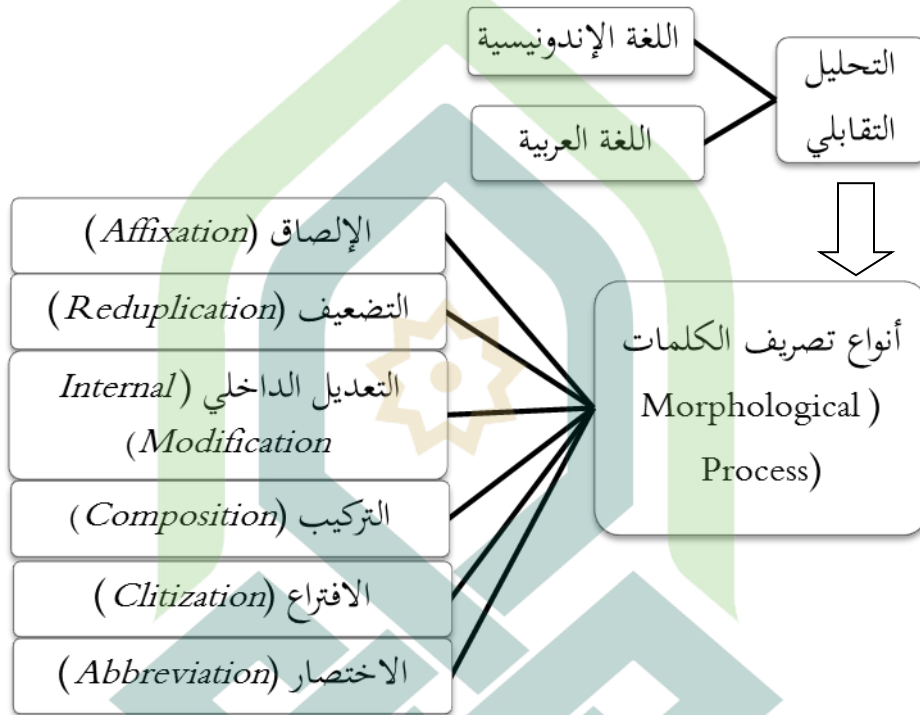 اللغة الإندونيسية
التحليل
التقابلي
اللغة العربية
أنواع تصريف الكلمات
(Morphological
Process)
الإلصاق (Affixation)
التضعيف (Reduplication)
التعديل الداخلي (Internal
Modification)
التركيب (Composition)
الافتراع (Clitization)
الاختصار (Abbreviation)